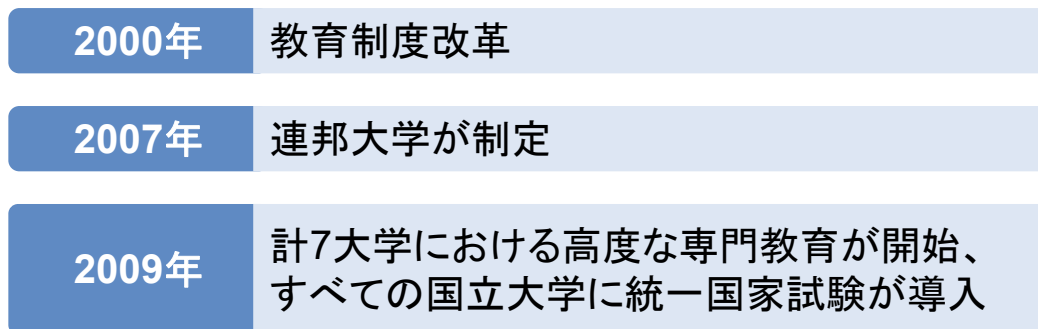 2000年 教育制度改革
2007年 連邦大学が制定
2009年 計7大学における高度な専門教育が開始、
すべての国立大学に統一国家試験が導入